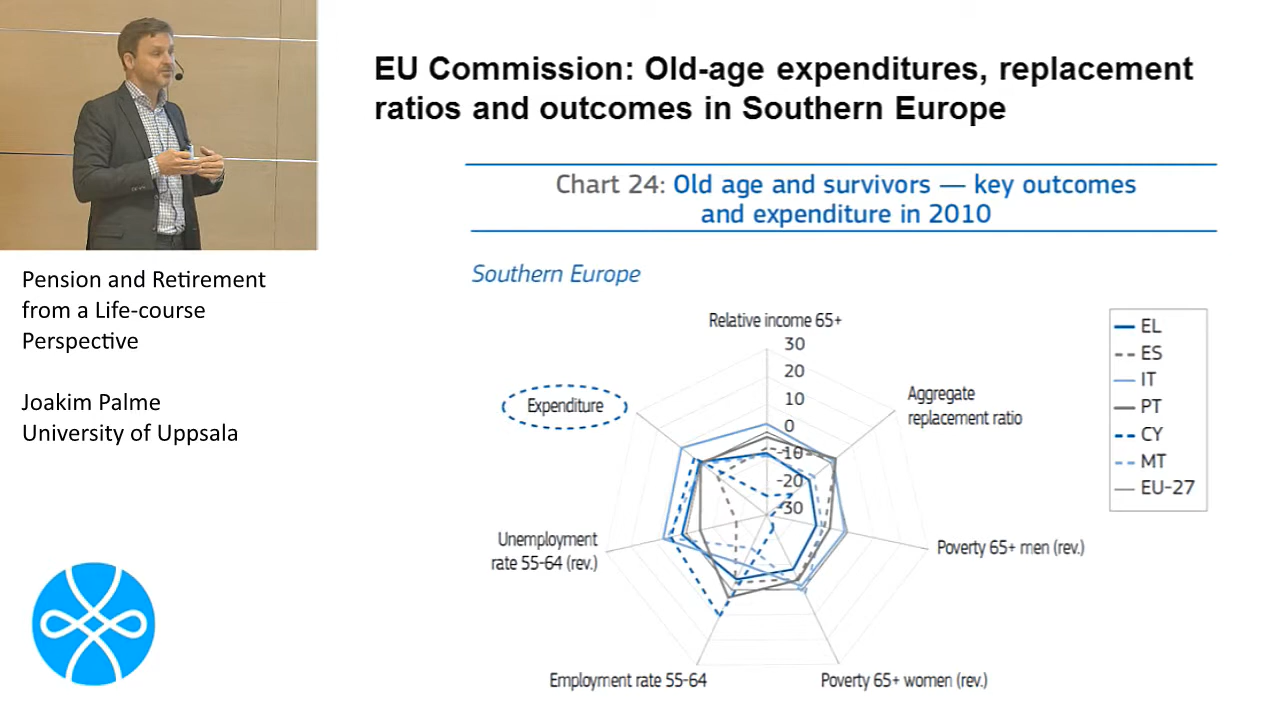 EU Commission: Old-age expenditures, replacement
ratios and outcomes in Southern Europe
Chart 24: Old age and survivors — key outcomes
and expenditure in 2010
Southern Europe
Relative income 65+
30
20
10
0
-10
-20
30
Aggregate
replacement ratio
Poverty 65+ men (rev.)
Poverty 65+ women (rev.)
Employment rate 55-64
Unemployment
rate 55-64 (rev.)
Expenditure
EL
ES
IT
PT
CY
MT
EU-27
Pension and Retirement
from a Life-course
Perspective
Joakim Palme
University of Uppsala